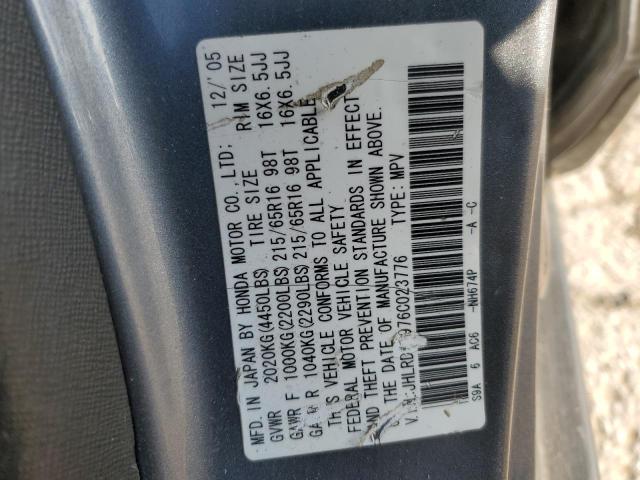 MFD. IN JAPAN BY HONDA MOTOR CO., LTD; 12/'05
GVWR 2020KG(4450LBS) TIRE SIZE RIM SIZE
GAWR F 1000KG(2200LBS) 215/65R16 98T 16X6.5JJ
GAWR R 1040KG(2290LBS) 215/65R16 98T 16X6.5JJ
THIS VEHICLE CONFORMS TO ALL APPLICABLE
FEDERAL MOTOR VEHICLE SAFETY
AND THEFT PREVENTION STANDARDS IN EFFECT
ON THE DATE OF MANUFACTURE SHOWN ABOVE.
TYPE: MPV
S9A 6 AC6 -NH674P -A -C